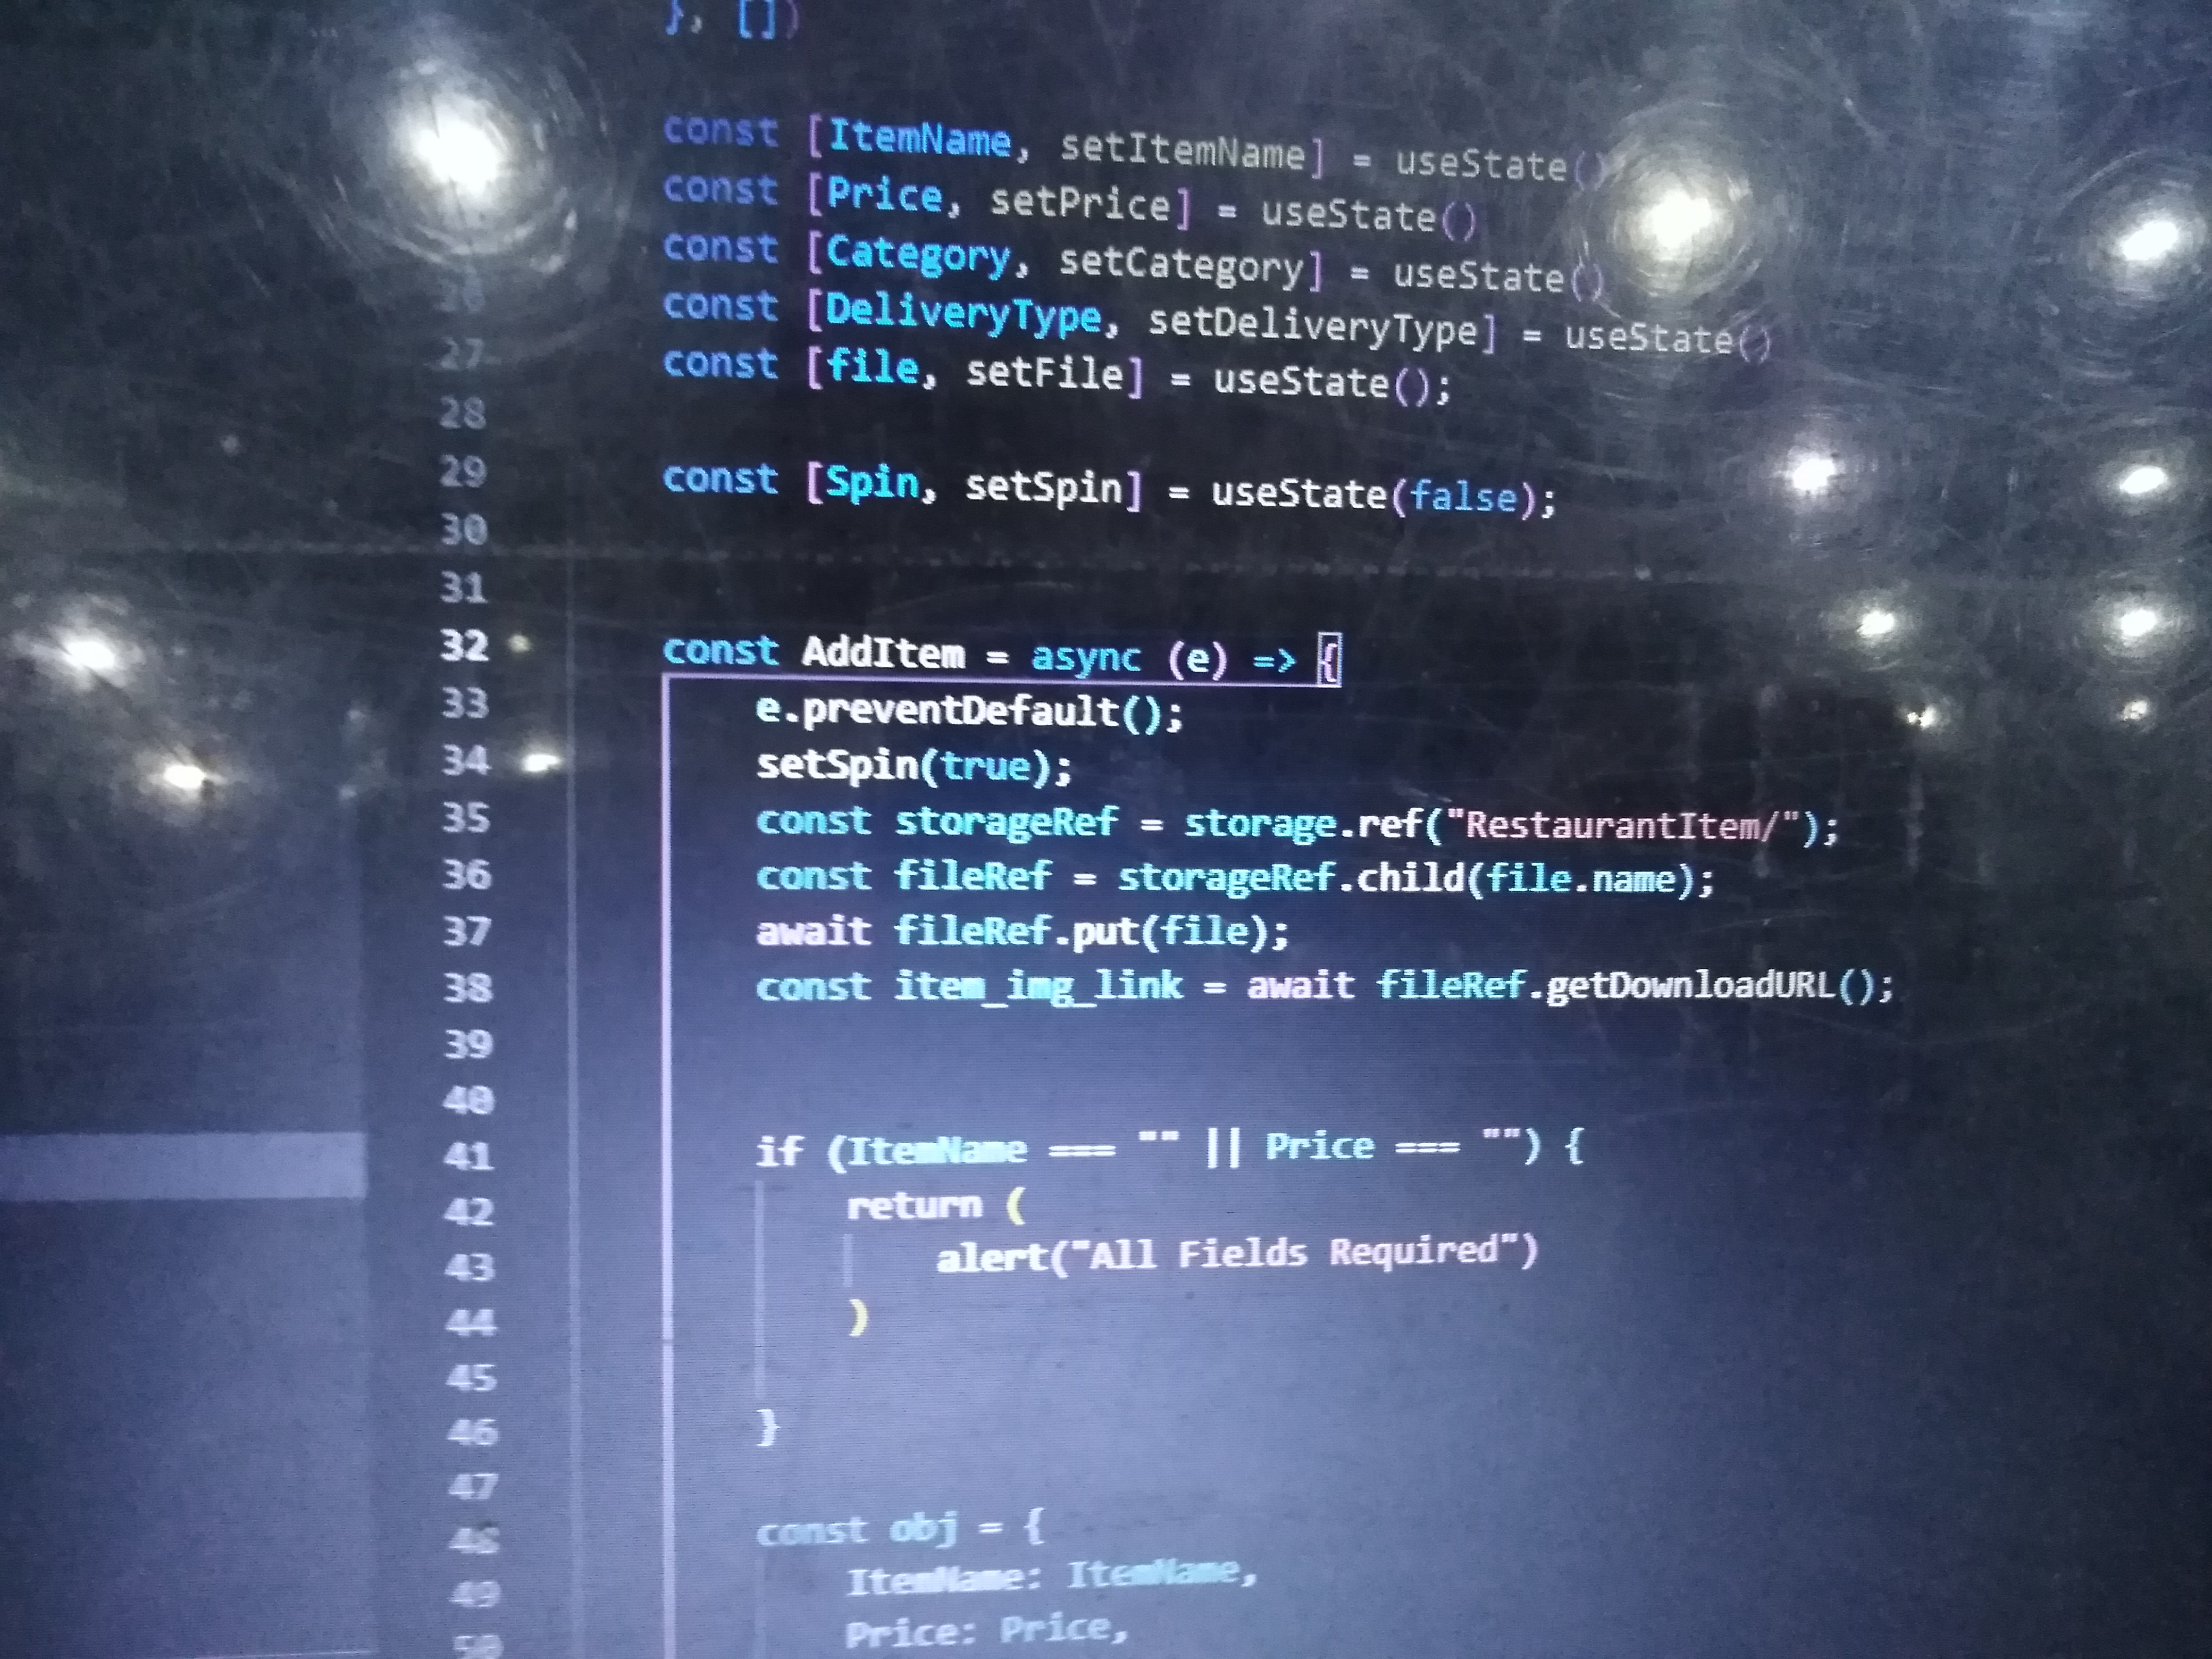 }, [])
const [ItemName, setItemName] = useState()
const [Price, setPrice] = useState()
const [Category, setCategory] = useState()
26 const [DeliveryType, setDeliveryType] = useState()
27 const [file, setFile] = useState();
28
29 const [Spin, setSpin] = useState(false);
30
31
32 const AddItem = async (e) => {
33 e.preventDefault();
34 setSpin(true);
35 const storageRef = storage.ref("RestaurantItem/");
36 const fileRef = storageRef.child(file.name);
37 await fileRef.put(file);
38 const item_img_link = await fileRef.getDownloadURL();
39
40
41 if (ItemName === "" || Price === "") {
42 return (
43 alert("All Fields Required")
44 )
45
46 }
47
48 const obj = {
49 ItemName: ItemName,
50 Price: Price,